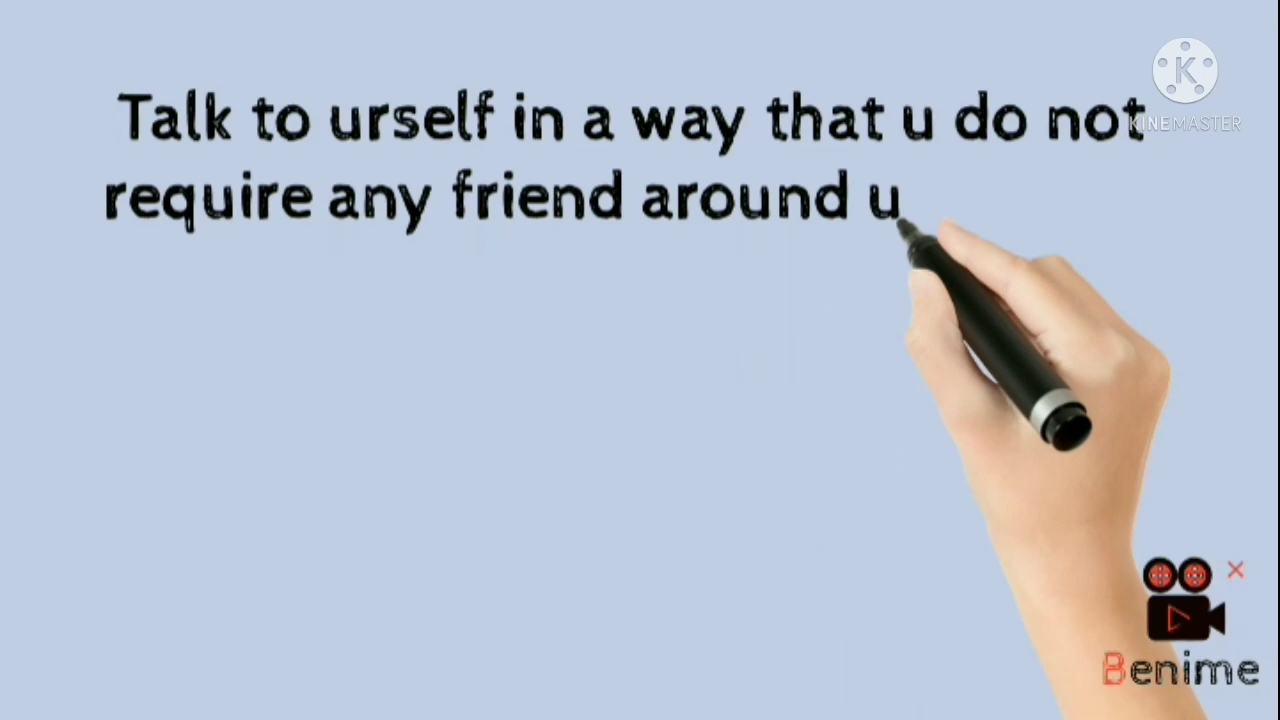 K
KINEMASTER
Talk to urself in a way that u do not
require any friend around u
Benime